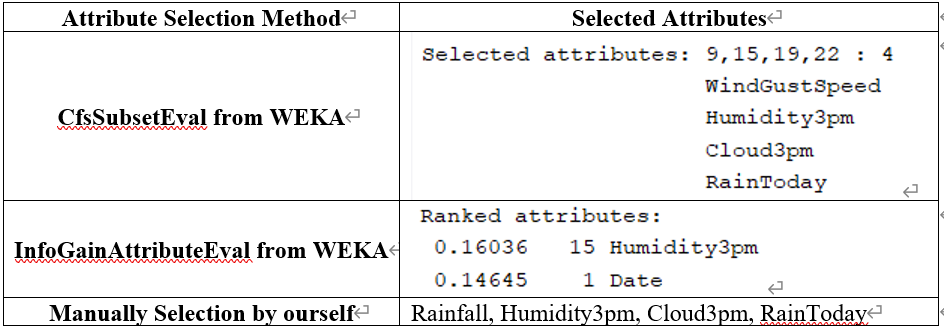 Attribute Selection Method
Selected Attributes
CfsSubsetEval from WEKA
Selected attributes: 9,15,19,22 : 4
WindGustSpeed
Humidity3pm
Cloud3pm
RainToday
InfoGainAttributeEval from WEKA
Ranked attributes:
0.16036 15 Humidity3pm
0.14645 1 Date
Manually Selection by ourself
Rainfall, Humidity3pm, Cloud3pm, RainToday